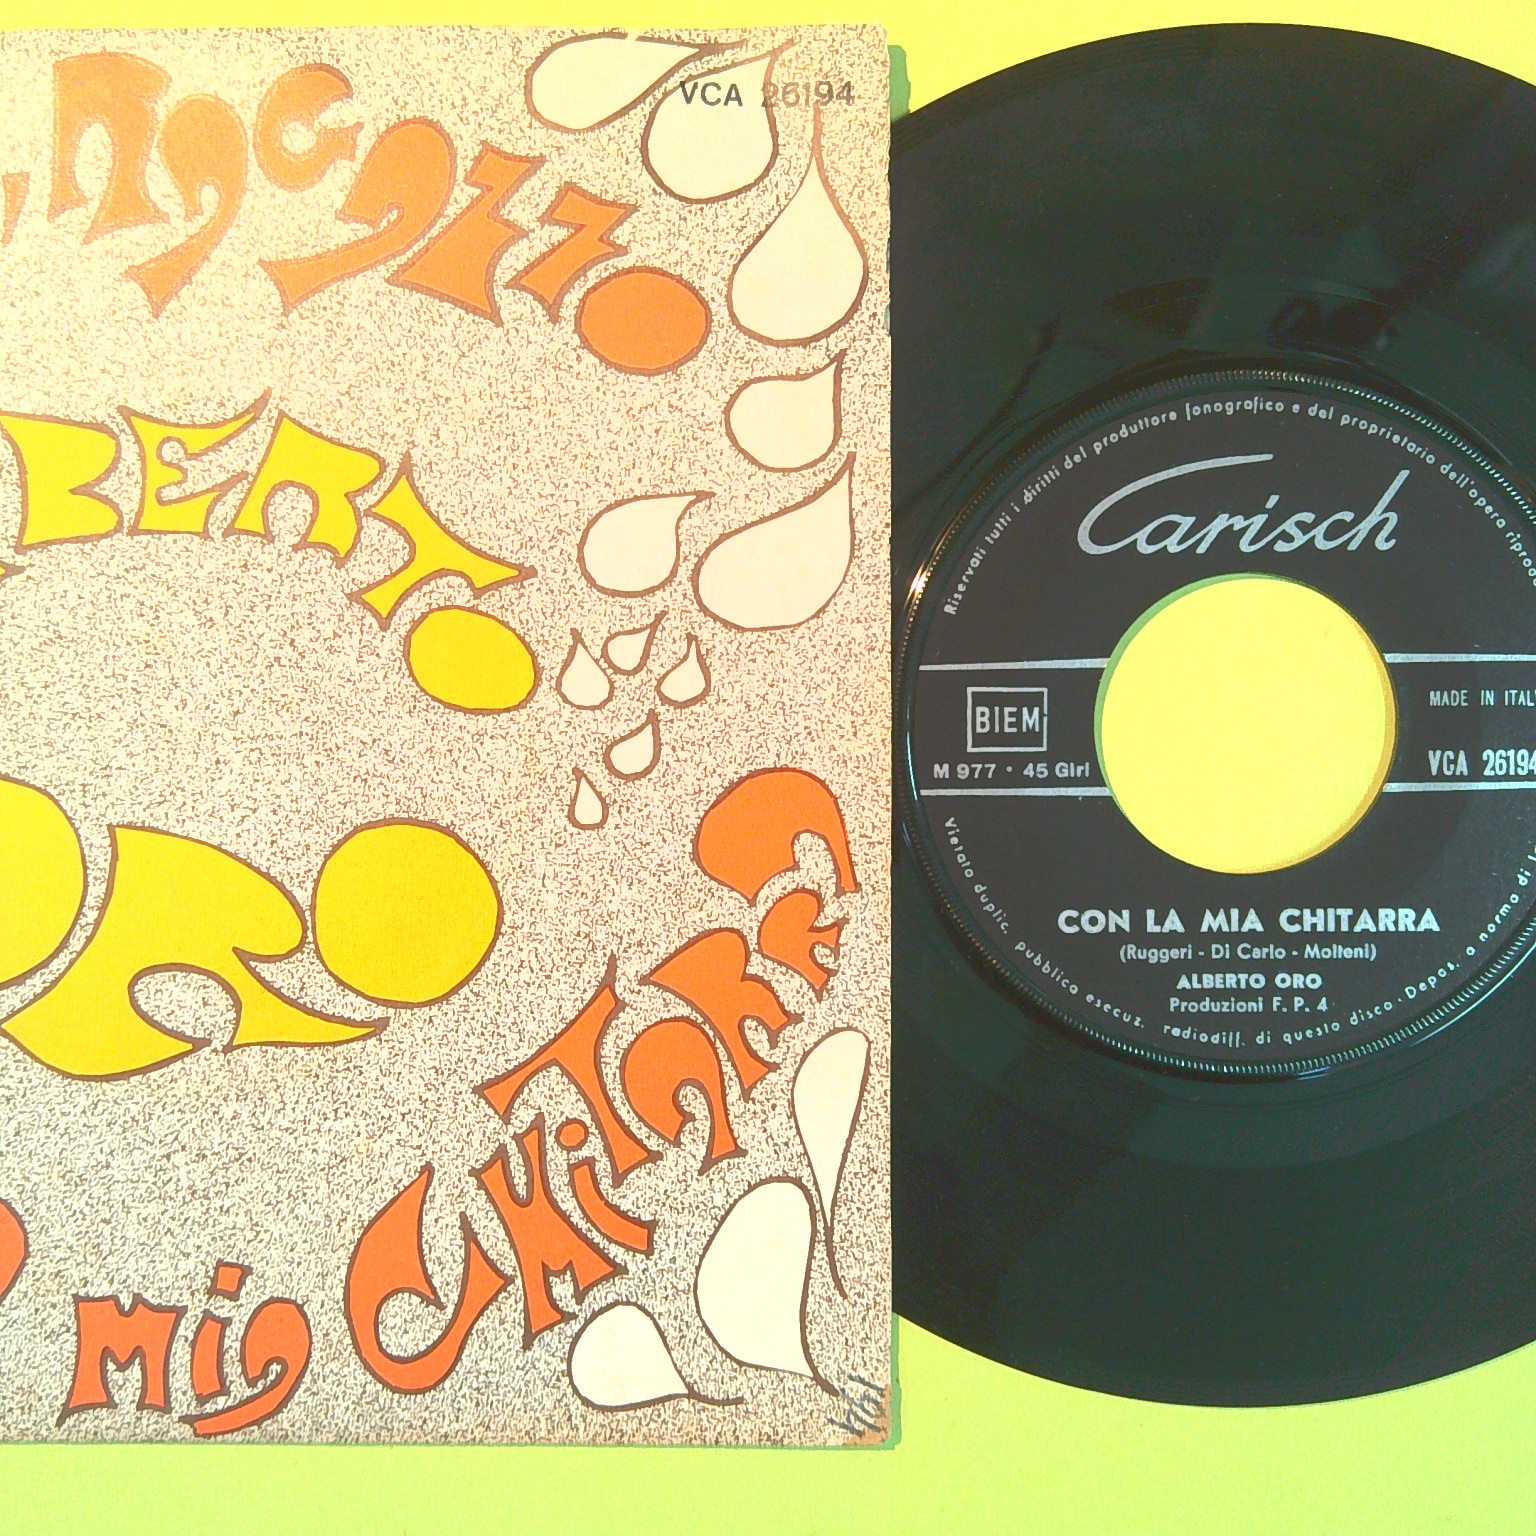 VCA 26194
ORO
mia CHITARRA
194
Riservati tutti i diritti del produttore fonografico e del proprietario dell'opera
Carisch
BIEM
MADE IN
M 977 • 45 Giri
VCA 26194
CON LA MIA CHITARRA
(Ruggeri - Di Carlo - Molteni)
ALBERTO ORO
Produzioni F. P. 4
Vietato duplic. pubblica esecuz. radiodiff. di questo disco - Depos. a norma di